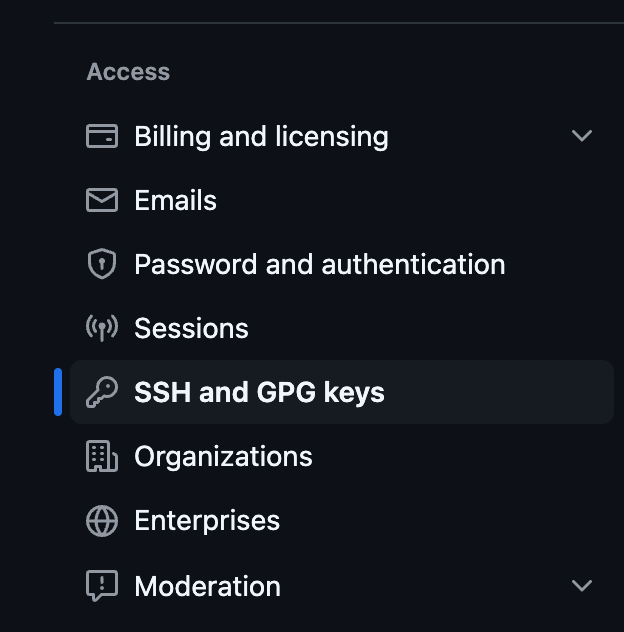 Access
Billing and licensing
Emails
Password and authentication
Sessions
SSH and GPG keys
Organizations
Enterprises
Moderation